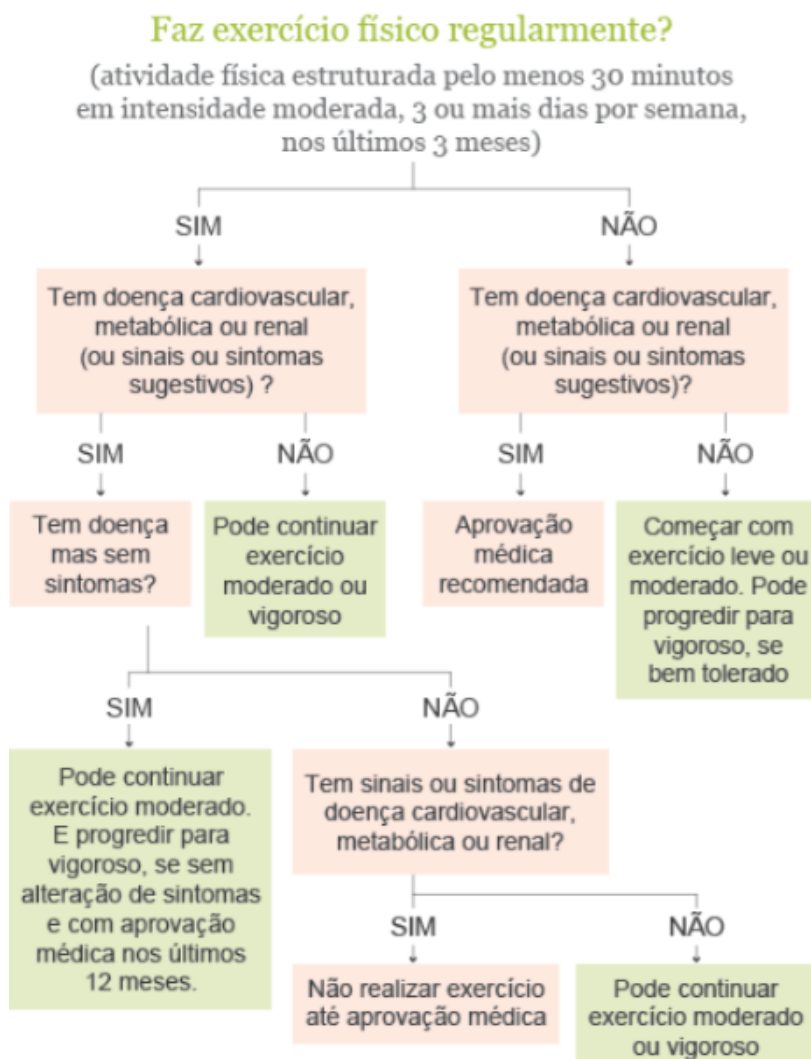 Faz exercício físico regularmente?
(atividade física estruturada pelo menos 30 minutos
em intensidade moderada, 3 ou mais dias por semana,
nos últimos 3 meses)
SIM
NÃO
Tem doença cardiovascular,
metabólica ou renal
(ou sinais ou sintomas
sugestivos) ?
Tem doença cardiovascular,
metabólica ou renal
(ou sinais ou sintomas
sugestivos)?
SIM
NÃO
SIM
NÃO
Tem doença
mas sem
sintomas?
Pode continuar
exercício
moderado ou
vigoroso
Aprovação
médica
recomendada
Começar com
exercício leve ou
moderado. Pode
progredir para
vigoroso, se
bem tolerado
SIM
NÃO
Pode continuar
exercício moderado.
E progredir para
vigoroso, se sem
alteração de sintomas
e com aprovação
médica nos últimos
12 meses.
Tem sinais ou sintomas de
doença cardiovascular,
metabólica ou renal?
SIM
NÃO
Não realizar exercício
até aprovação médica
Pode continuar
exercício moderado
ou vigoroso